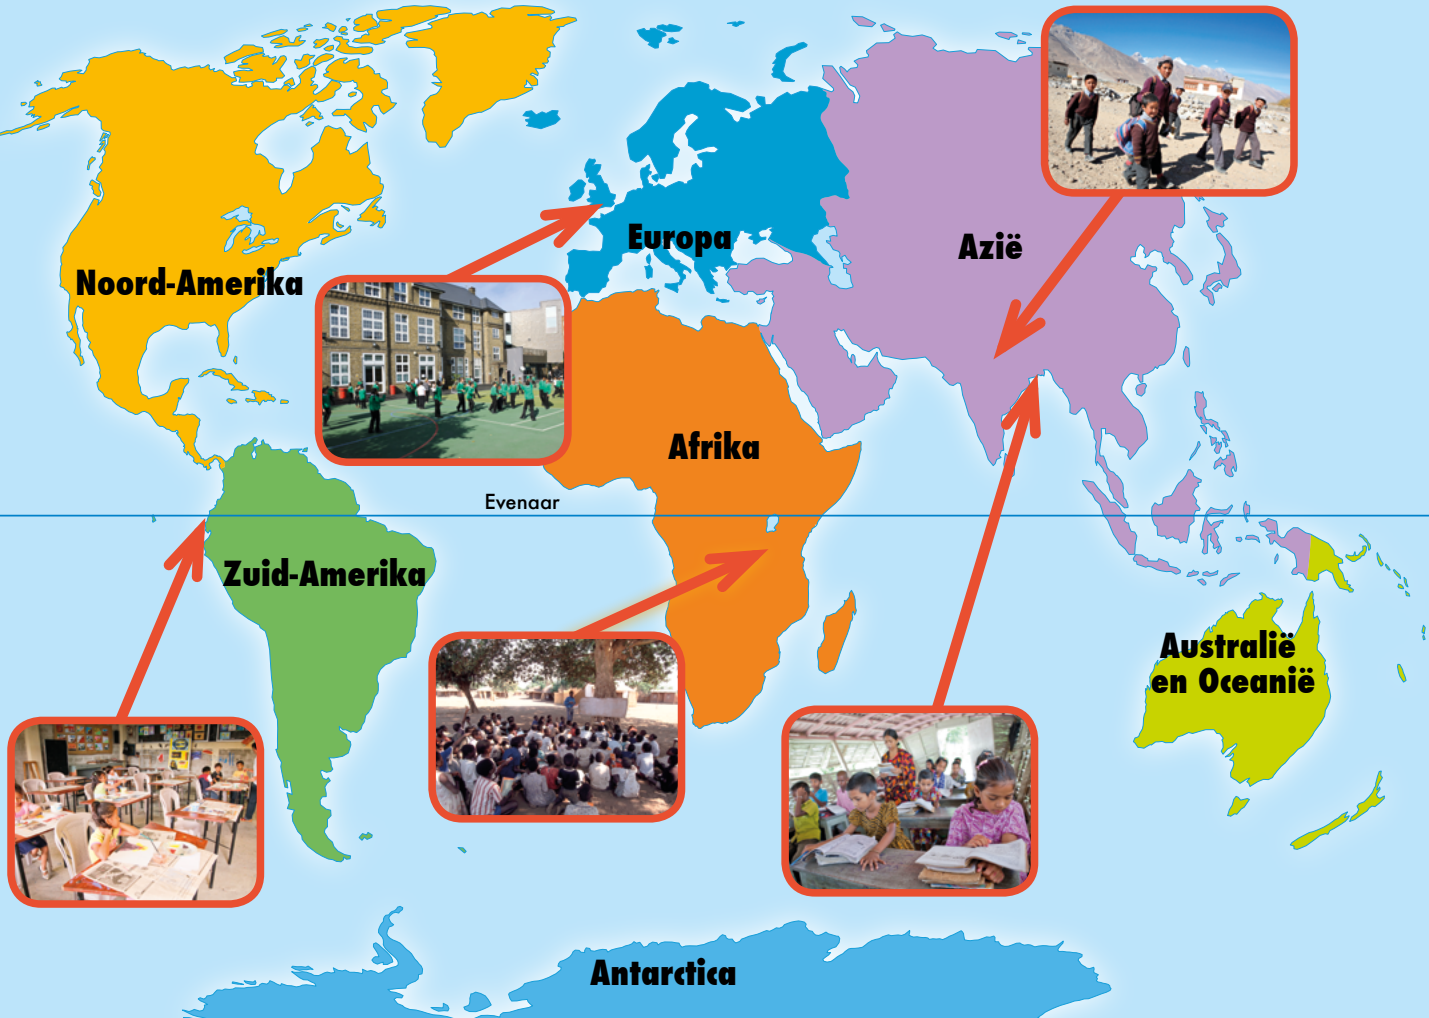 Noord-Amerika
Europa
Azië
Afrika
Evenaar
Zuid-Amerika
Australië
en Oceanië
Antarctica